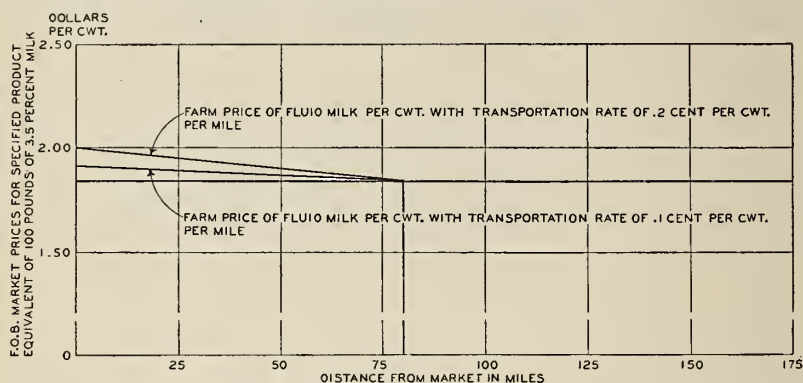 DOLLARS
PER CWT.
F.O.B. MARKET PRICES FOR SPECIFIED PRODUCT
EQUIVALENT OF 100 POUNDS OF 3.5 PERCENT MILK
2.50
2.00
1.50
0
FARM PRICE OF FLUID MILK PER CWT. WITH TRANSPORTATION RATE OF .2 CENT PER CWT.
PER MILE
FARM PRICE OF FLUID MILK PER CWT. WITH TRANSPORTATION RATE OF .1 CENT PER CWT.
PER MILE
25
50
75
80
100
125
150
175
DISTANCE FROM MARKET IN MILES